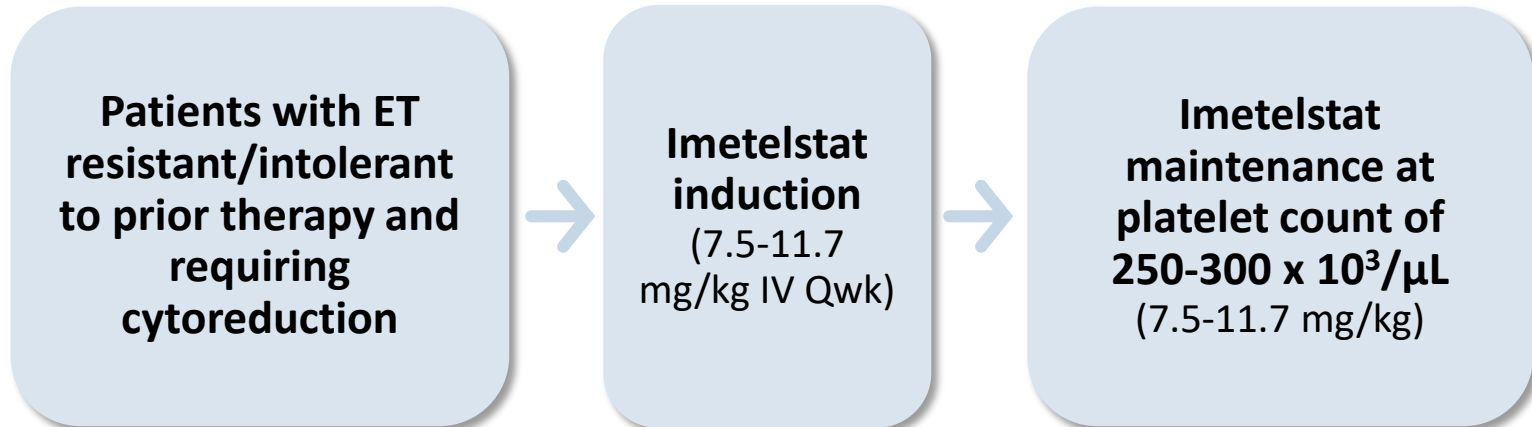 Patients with ET
resistant/intolerant
to prior therapy and
requiring
cytoreduction
Imetelstat
induction
(7.5-11.7
mg/kg IV Qwk)
Imetelstat
maintenance at
platelet count of
250-300 x 10³/µL
(7.5-11.7 mg/kg)